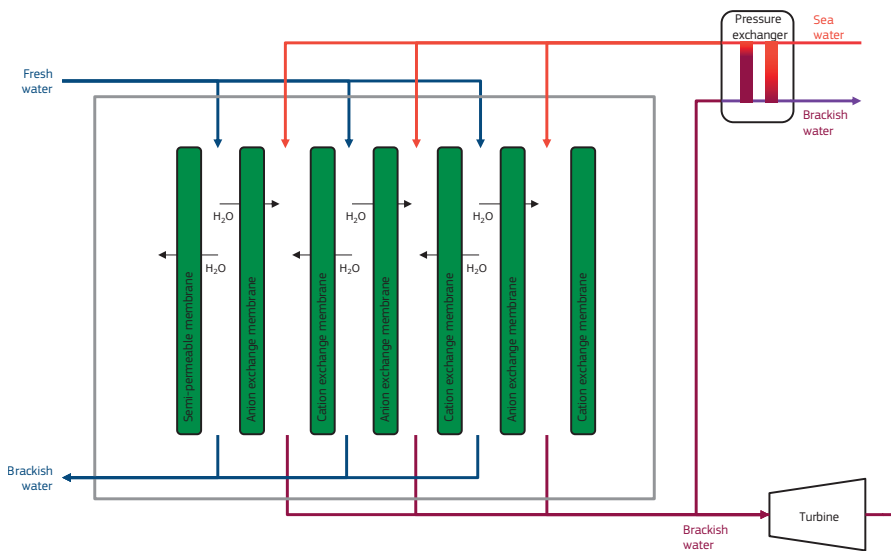 Pressure
exchanger
Sea
water
Fresh
water
Brackish
water
H₂O
H₂O
H₂O
H₂O
H₂O
H₂O
Semi-permeable membrane
Anion exchange membrane
Cation exchange membrane
Anion exchange membrane
Cation exchange membrane
Anion exchange membrane
Cation exchange membrane
Brackish
water
Turbine
Brackish
water